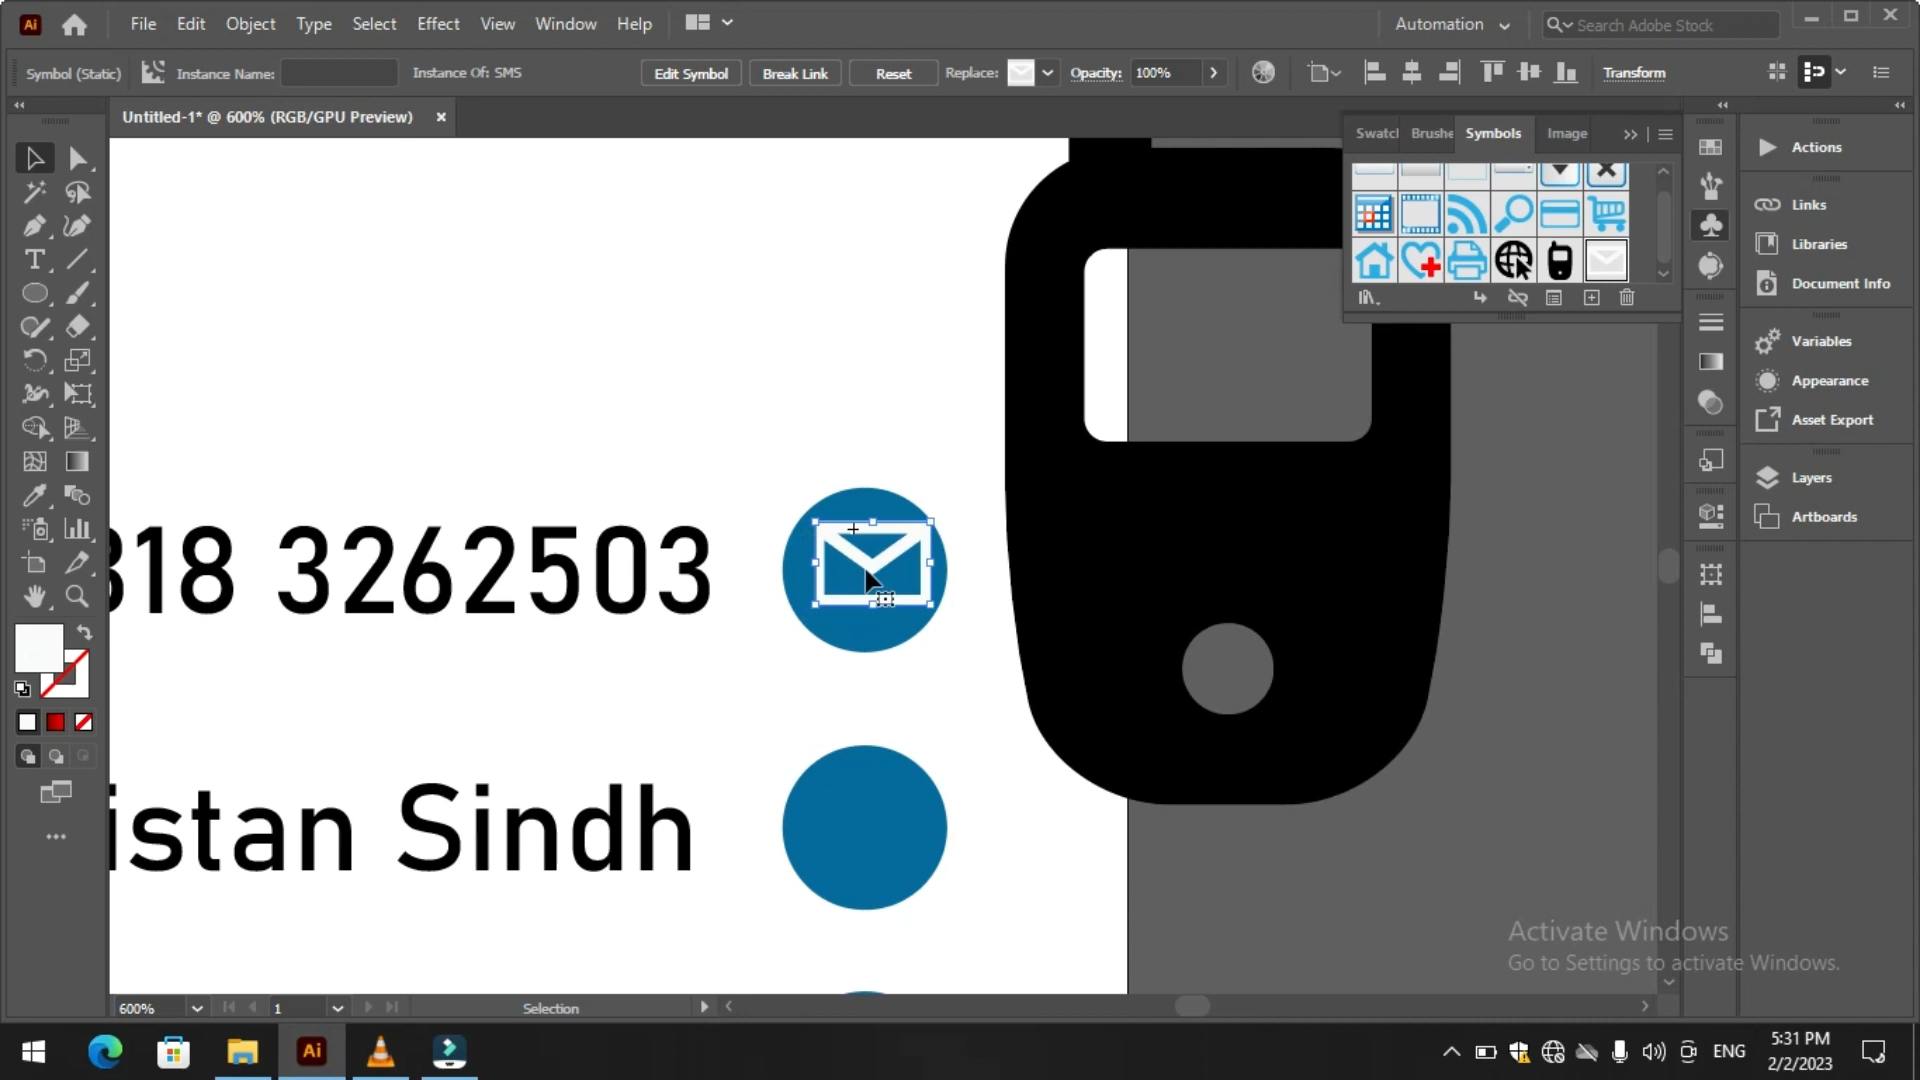 Ai File Edit Object Type Select Effect View Window Help Automation Search Adobe Stock
Symbol (Static) Instance Name: Instance Of: SMS Edit Symbol Break Link Reset Replace: Opacity: 100% Transform
Untitled-1* @ 600% (RGB/GPU Preview)
Swatcl Brushe Symbols Image
Actions
Links
Libraries
Document Info
Variables
Appearance
Asset Export
Layers
Artboards
318 3262503
istan Sindh
Activate Windows
Go to Settings to activate Windows.
600% 1 Selection
Ai ENG 5:31 PM
2/2/2023